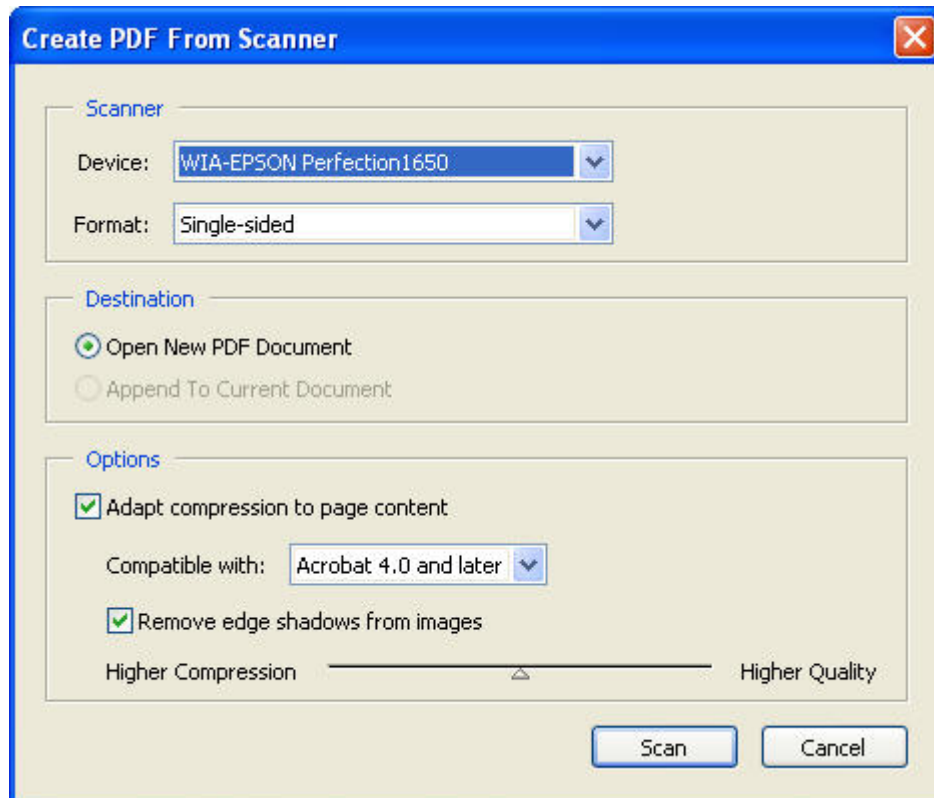 Create PDF From Scanner
Scanner
Device: WIA-EPSON Perfection1650
Format: Single-sided
Destination
Open New PDF Document
Append To Current Document
Options
Adapt compression to page content
Compatible with: Acrobat 4.0 and later
Remove edge shadows from images
Higher Compression Higher Quality
Scan Cancel